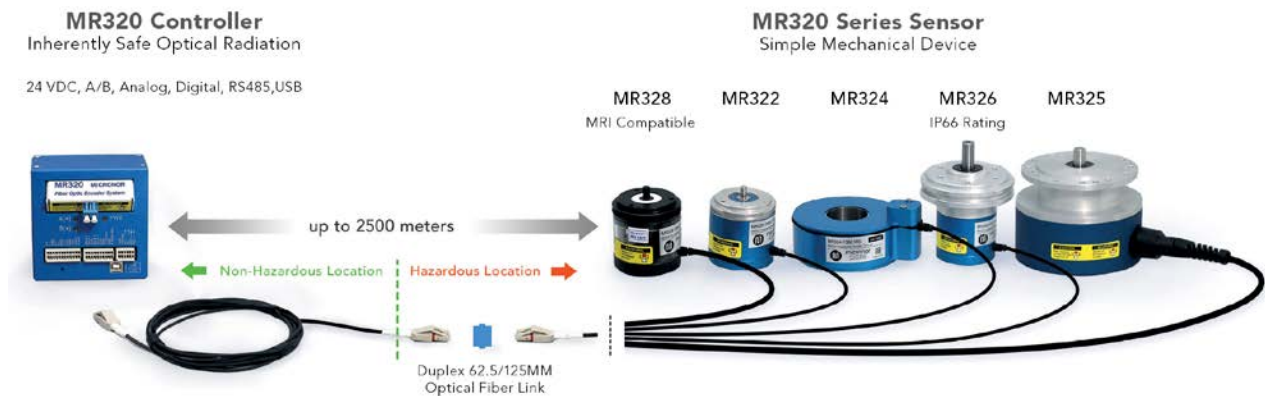 MR320 Controller
Inherently Safe Optical Radiation
24 VDC, A/B, Analog, Digital, RS485,USB
MR320 Series Sensor
Simple Mechanical Device
MR328
MRI Compatible
MR322
MR324
MR326
IP66 Rating
MR325
MR320 MICRONOR
Fiber Optic Encoder System
up to 2500 meters
Non-Hazardous Location
Hazardous Location
Duplex 62.5/125MM
Optical Fiber Link